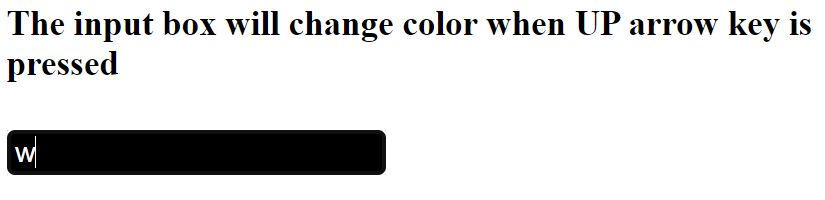 The input box will change color when UP arrow key is
pressed
w